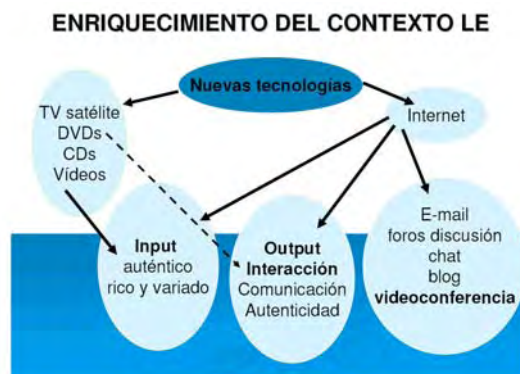 ENRIQUECIMIENTO DEL CONTEXTO LE
Nuevas tecnologías
TV satélite
DVDs
CDs
Vídeos
Internet
Input
auténtico
rico y variado
Output
Interacción
Comunicación
Autenticidad
E-mail
foros discusión
chat
blog
videoconferencia